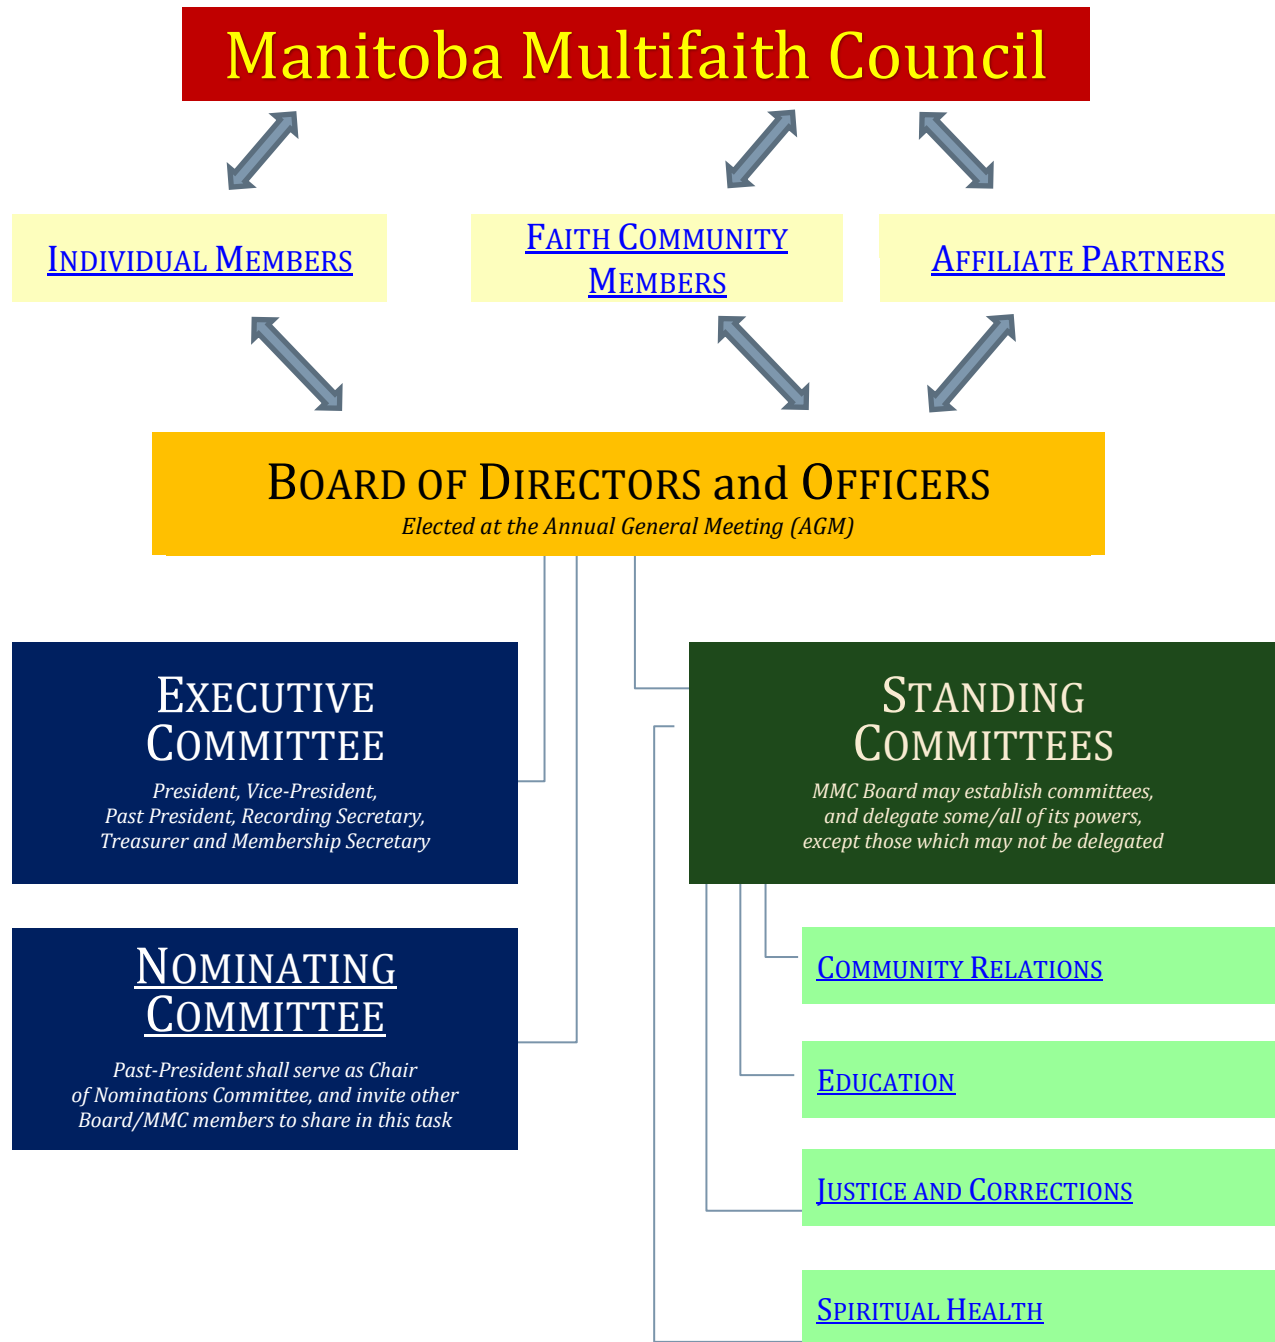 Manitoba Multifaith Council
INDIVIDUAL MEMBERS
FAITH COMMUNITY
MEMBERS
AFFILIATE PARTNERS
BOARD OF DIRECTORS and OFFICERS
Elected at the Annual General Meeting (AGM)
EXECUTIVE
COMMITTEE
President, Vice-President,
Past President, Recording Secretary,
Treasurer and Membership Secretary
STANDING
COMMITTEES
MMC Board may establish committees,
and delegate some/all of its powers,
except those which may not be delegated
NOMINATING
COMMITTEE
Past-President shall serve as Chair
of Nominations Committee, and invite other
Board/MMC members to share in this task
COMMUNITY RELATIONS
EDUCATION
JUSTICE AND CORRECTIONS
SPIRITUAL HEALTH